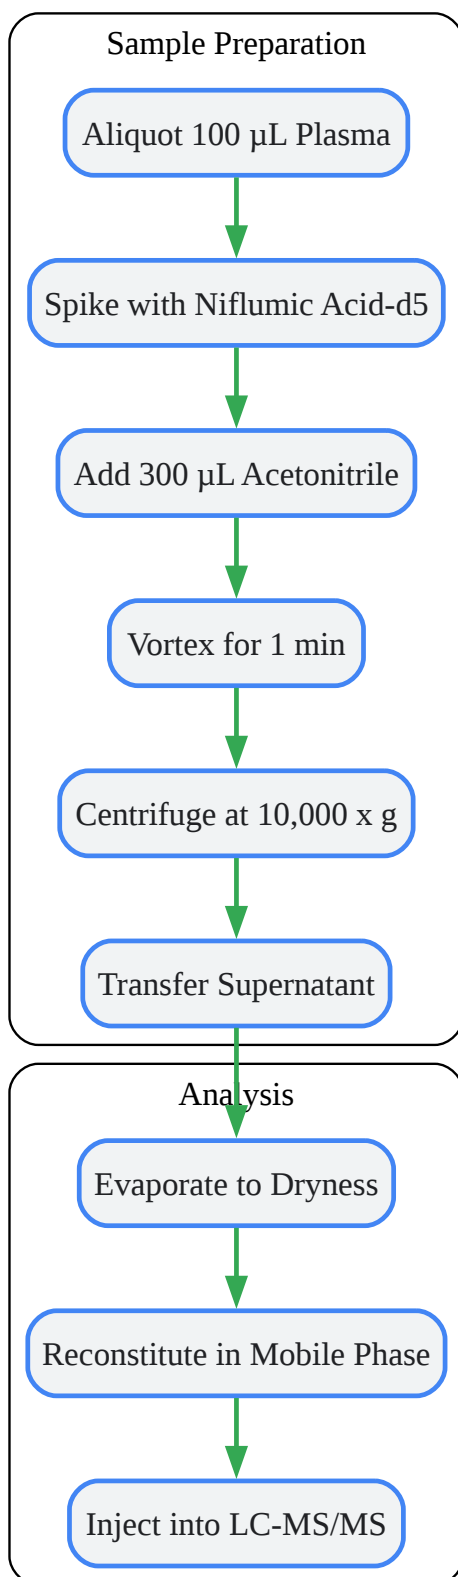 Sample Preparation
Aliquot 100 µL Plasma
Spike with Niflumic Acid-d5
Add 300 µL Acetonitrile
Vortex for 1 min
Centrifuge at 10,000 x g
Transfer Supernatant
Analysis
Evaporate to Dryness
Reconstitute in Mobile Phase
Inject into LC-MS/MS